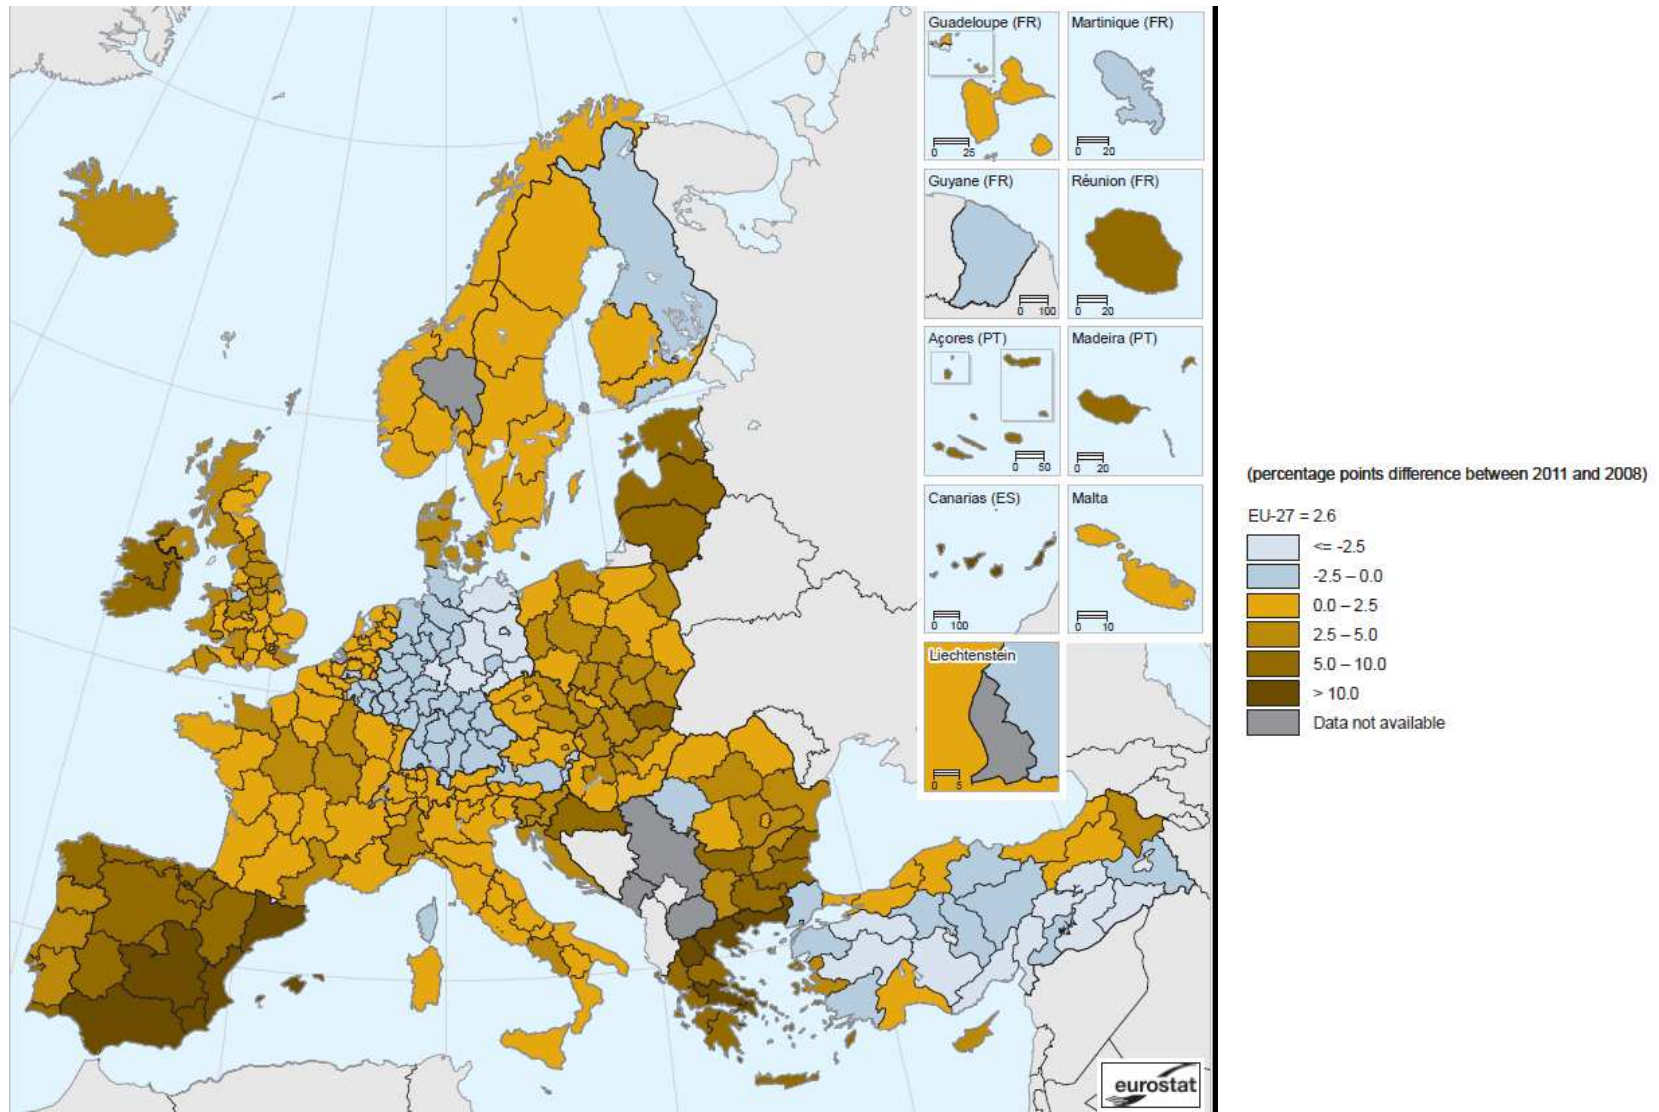 Guadeloupe (FR)
0 25
Martinique (FR)
0 20
Guyane (FR)
0 100
Réunion (FR)
0 20
Açores (PT)
0 50
Madeira (PT)
0 20
Canarias (ES)
0 100
Malta
0 10
Liechtenstein
0 5
eurostat
(percentage points difference between 2011 and 2008)
EU-27 = 2.6
<= -2.5
-2.5 – 0.0
0.0 – 2.5
2.5 – 5.0
5.0 – 10.0
> 10.0
Data not available